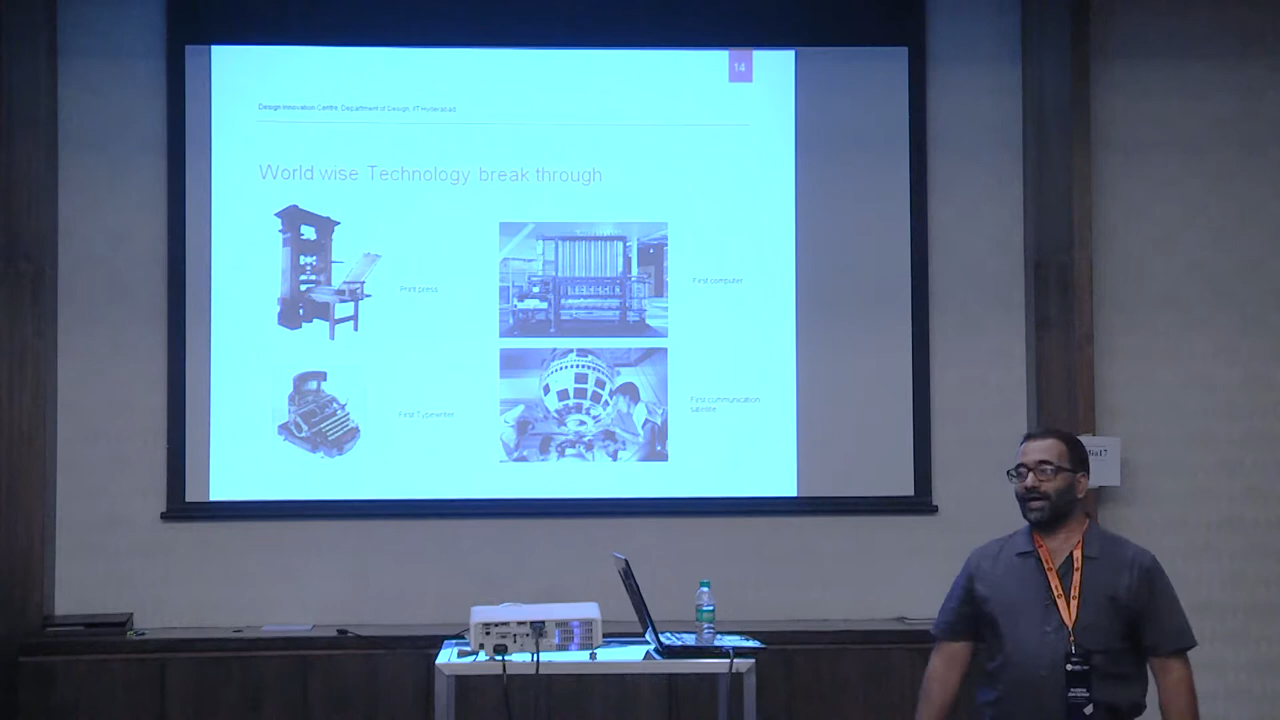 14
Design Innovation Centre, Department of Design, IIT Hyderabad
World wise Technology break through
Print press
First computer
First Typewriter
First communication
satellite